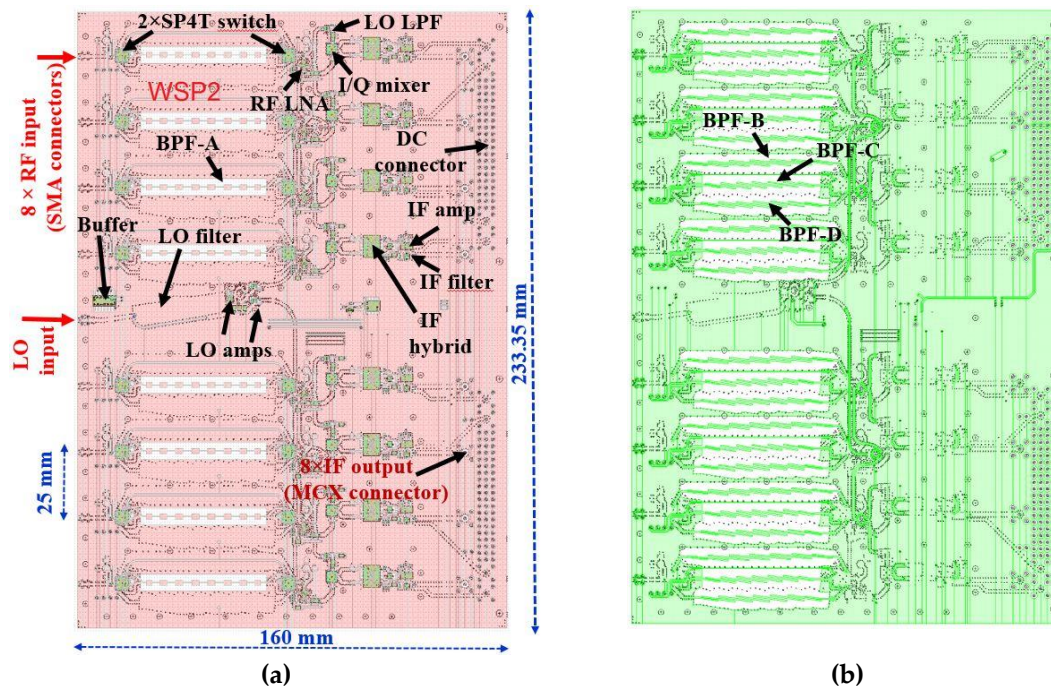 2×SP4T switch
LO LPF
8 × RF input
(SMA connectors)
WSP2
RF LNA
I/Q mixer
BPF-A
DC
connector
Buffer
LO filter
IF amp
IF filter
LO
input
LO amps
IF
hybrid
25 mm
8×IF output
(MCX connector)
233.35 mm
160 mm
(a)
BPF-B
BPF-C
BPF-D
(b)